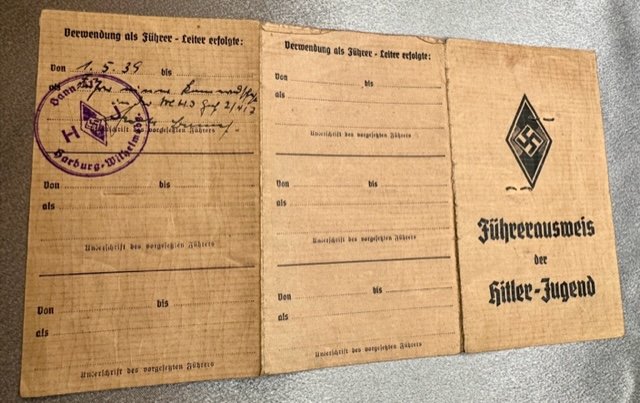 Verwendung als Führer - Leiter erfolgte:
Von 1. 5. 39 bis
als
Unterschrift des vorgesetzten Führers
Bann
H
Harburg-Wilhelmsbg.
Von bis
als
Unterschrift des vorgesetzten Führers
Von bis
als
Unterschrift des vorgesetzten Führers
Verwendung als Führer - Leiter erfolgte:
Von bis
als
Unterschrift des vorgesetzten Führers
Von bis
als
Unterschrift des vorgesetzten Führers
Von bis
als
Unterschrift des vorgesetzten Führers
Führerausweis
der
Hitler-Jugend